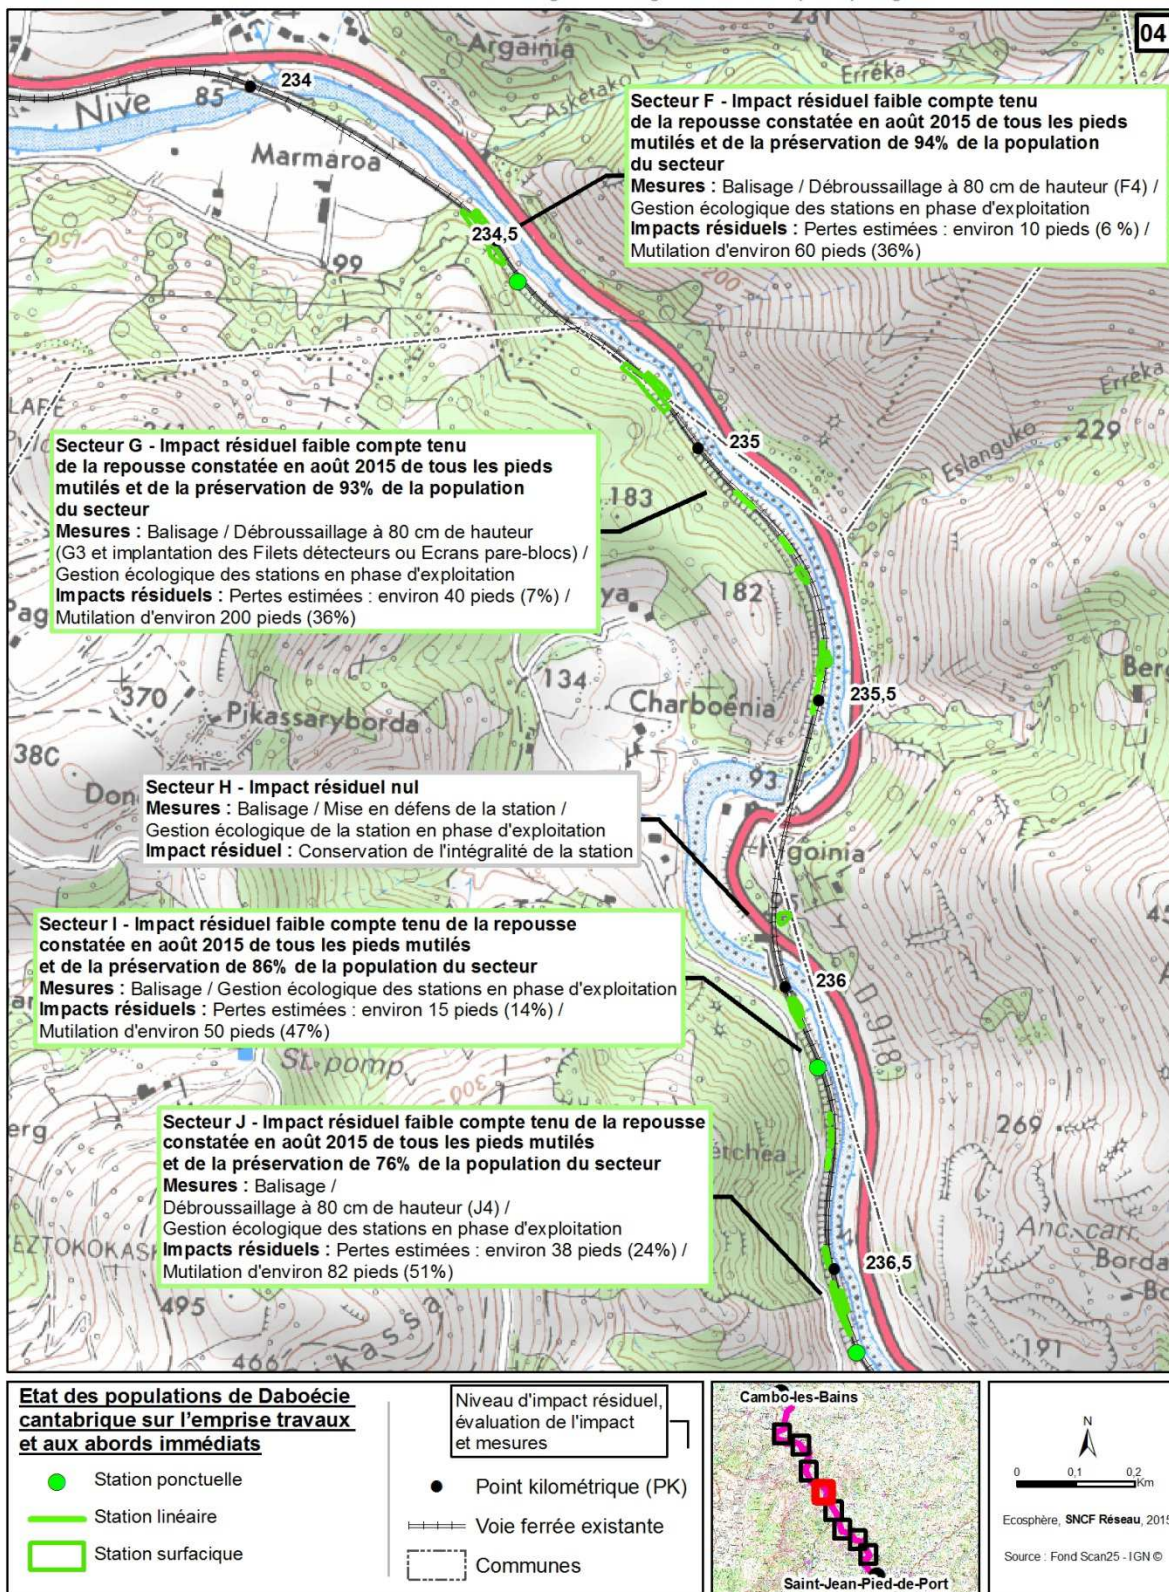 04
231
Argainia
Erréka
Asketakol
234
Nive
85
Marmaroa
Secteur F - Impact résiduel faible compte tenu
de la repousse constatée en août 2015 de tous les pieds
mutilés et de la préservation de 94% de la population
du secteur
Mesures : Balisage / Débroussaillage à 80 cm de hauteur (F4) /
Gestion écologique des stations en phase d'exploitation
Impacts résiduels : Pertes estimées : environ 10 pieds (6 %) /
Mutilation d'environ 60 pieds (36%)
234,5
99
200
Erréka
Eslanguko
229
235
Secteur G - Impact résiduel faible compte tenu
de la repousse constatée en août 2015 de tous les pieds
mutilés et de la préservation de 93% de la population
du secteur
Mesures : Balisage / Débroussaillage à 80 cm de hauteur
(G3 et implantation des Filets détecteurs ou Ecrans pare-blocs) /
Gestion écologique des stations en phase d'exploitation
Impacts résiduels : Pertes estimées : environ 40 pieds (7%) /
Mutilation d'environ 200 pieds (36%)
183
182
134
370
Pikassaryborda
Charboénia
235,5
Ber
38C
93
Secteur H - Impact résiduel nul
Mesures : Balisage / Mise en défens de la station /
Gestion écologique de la station en phase d'exploitation
Impact résiduel : Conservation de l'intégralité de la station
Secteur I - Impact résiduel faible compte tenu de la repousse
constatée en août 2015 de tous les pieds mutilés
et de la préservation de 86% de la population du secteur
Mesures : Balisage / Gestion écologique des stations en phase d'exploitation
Impacts résiduels : Pertes estimées : environ 15 pieds (14%) /
Mutilation d'environ 50 pieds (47%)
236
D 918
St. pomp.
300
269
Secteur J - Impact résiduel faible compte tenu de la repousse
constatée en août 2015 de tous les pieds mutilés
et de la préservation de 76% de la population du secteur
Mesures : Balisage /
Débroussaillage à 80 cm de hauteur (J4) /
Gestion écologique des stations en phase d'exploitation
Impacts résiduels : Pertes estimées : environ 38 pieds (24%) /
Mutilation d'environ 82 pieds (51%)
Anc. carr.
Borda
236,5
495
466
191
Etat des populations de Daboécie
cantabrique sur l'emprise travaux
et aux abords immédiats
Station ponctuelle
Station linéaire
Station surfacique
Niveau d'impact résiduel,
évaluation de l'impact
et mesures
Point kilométrique (PK)
Voie ferrée existante
Communes
Cambo-les-Bains
Saint-Jean-Pied-de-Port
N
0 0,1 0,2
Km
Ecosphère, SNCF Réseau, 2015
Source : Fond Scan25 - IGN ©